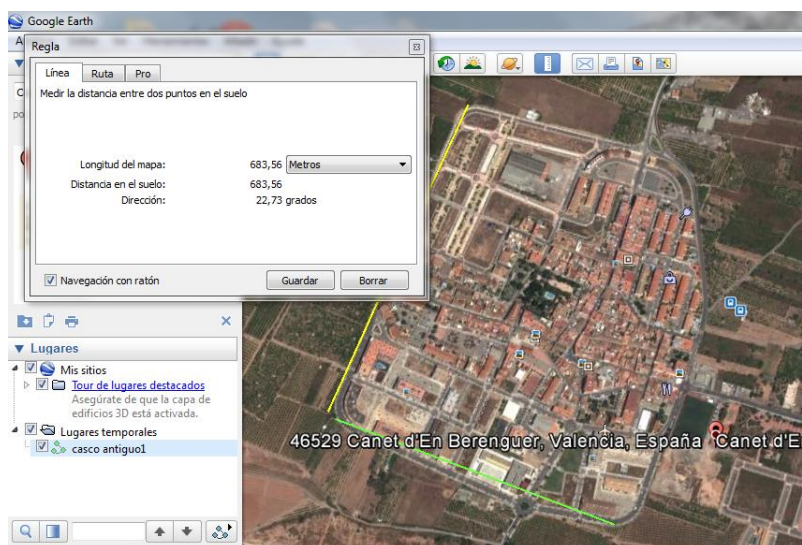 Google Earth
Regla
Línea Ruta Pro
Medir la distancia entre dos puntos en el suelo
Longitud del mapa: 683,56 Metros
Distancia en el suelo: 683,56
Dirección: 22,73 grados
Navegación con ratón Guardar Borrar
Lugares
Mis sitios
Tour de lugares destacados
Asegúrate de que la capa de
edificios 3D está activada.
Lugares temporales
casco antiguo1
46529 Canet d'En Berenguer, Valencia, España Canet d'E